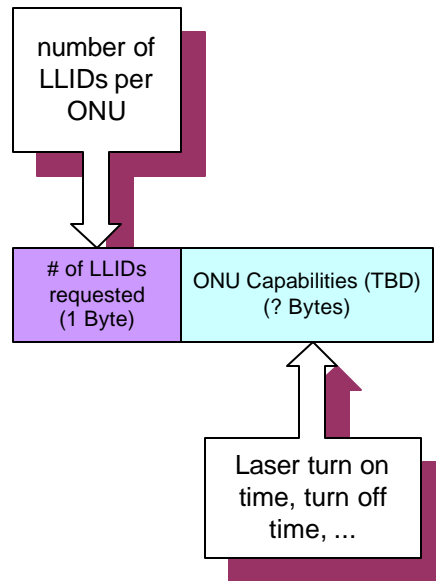 number of
LLIDs per
ONU
# of LLIDs
requested
(1 Byte)
ONU Capabilities (TBD)
(? Bytes)
Laser turn on
time, turn off
time, ...